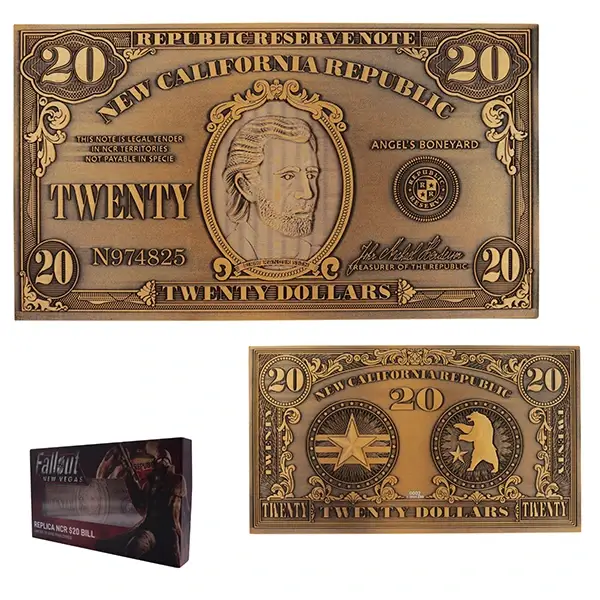 REPUBLIC RESERVE NOTE
20
20
NEW CALIFORNIA REPUBLIC
THIS NOTE IS LEGAL TENDER
IN NCR TERRITORIES
NOT PAYABLE IN SPECIE
ANGEL'S BONEYARD
REPUBLIC
RESERVE
TWENTY
N974825
TREASURER OF THE REPUBLIC
20
20
TWENTY DOLLARS
20
NEW CALIFORNIA REPUBLIC
20
20
TWENTY
TWENTY
TWENTY
TWENTY DOLLARS
TWENTY
Fallout
NEW VEGAS
REPLICA NCR $20 BILL